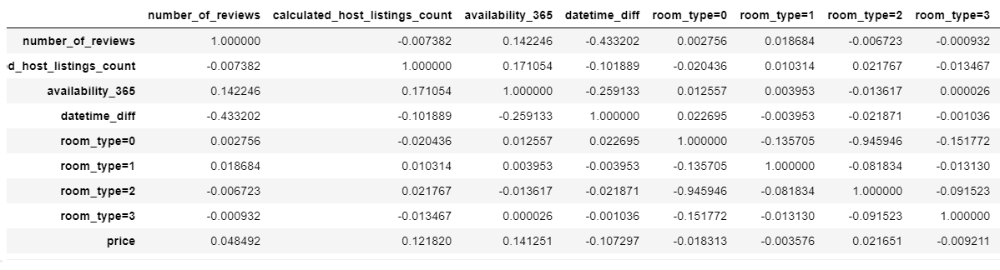 number_of_reviews calculated_host_listings_count availability_365 datetime_diff room_type=0 room_type=1 room_type=2 room_type=3
number_of_reviews 1.000000 -0.007382 0.142246 -0.433202 0.002756 0.018684 -0.006723 -0.000932
d_host_listings_count -0.007382 1.000000 0.171054 -0.101889 -0.020436 0.010314 0.021767 -0.013467
availability_365 0.142246 0.171054 1.000000 -0.259133 0.012557 0.003953 -0.013617 0.000026
datetime_diff -0.433202 -0.101889 -0.259133 1.000000 0.022695 -0.003953 -0.021871 -0.001036
room_type=0 0.002756 -0.020436 0.012557 0.022695 1.000000 -0.135705 -0.945946 -0.151772
room_type=1 0.018684 0.010314 0.003953 -0.003953 -0.135705 1.000000 -0.081834 -0.013130
room_type=2 -0.006723 0.021767 -0.013617 -0.021871 -0.945946 -0.081834 1.000000 -0.091523
room_type=3 -0.000932 -0.013467 0.000026 -0.001036 -0.151772 -0.013130 -0.091523 1.000000
price 0.048492 0.121820 0.141251 -0.107297 -0.018313 -0.003576 0.021651 -0.009211